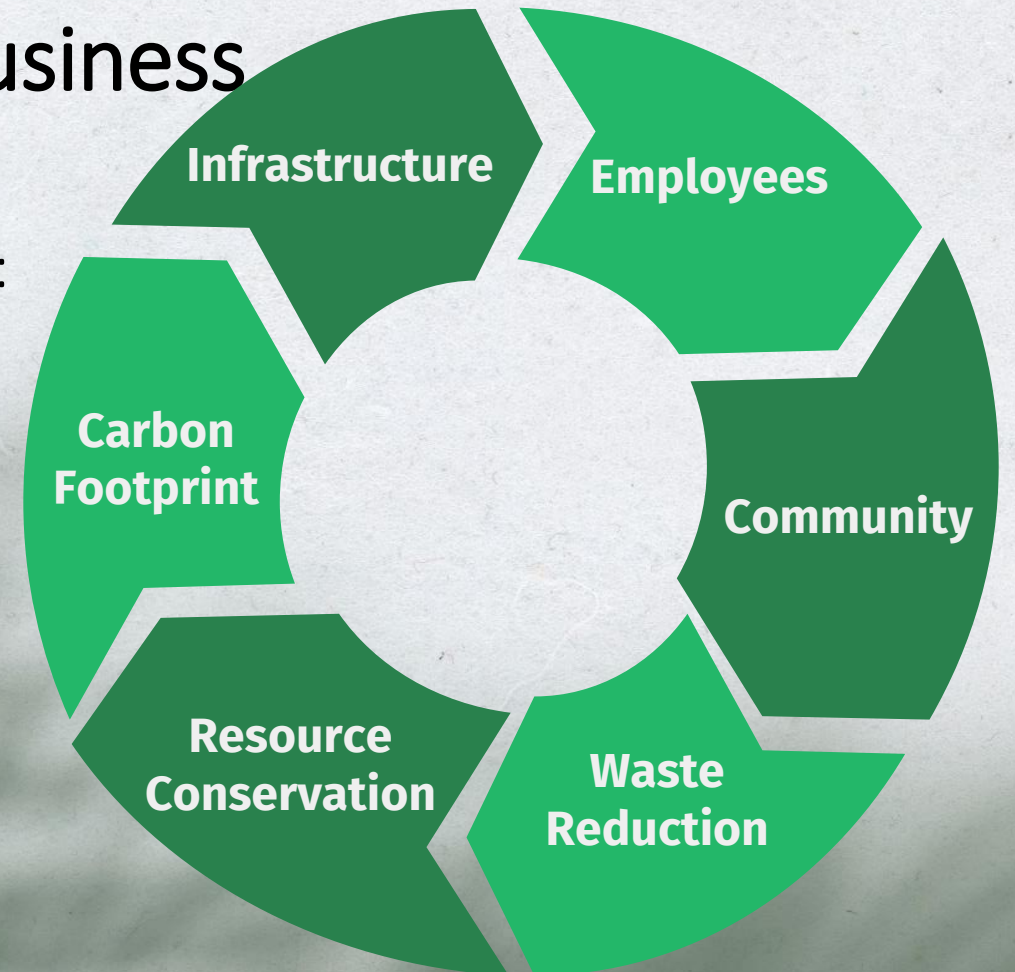 usiness
:
Infrastructure
Employees
Community
Waste
Reduction
Resource
Conservation
Carbon
Footprint